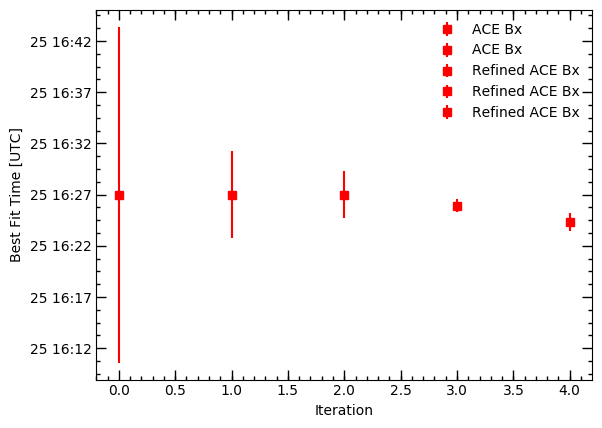 ACE Bx
ACE Bx
Refined ACE Bx
Refined ACE Bx
Refined ACE Bx
25 16:42
25 16:37
25 16:32
25 16:27
25 16:22
25 16:17
25 16:12
Best Fit Time [UTC]
0.0 0.5 1.0 1.5 2.0 2.5 3.0 3.5 4.0
Iteration